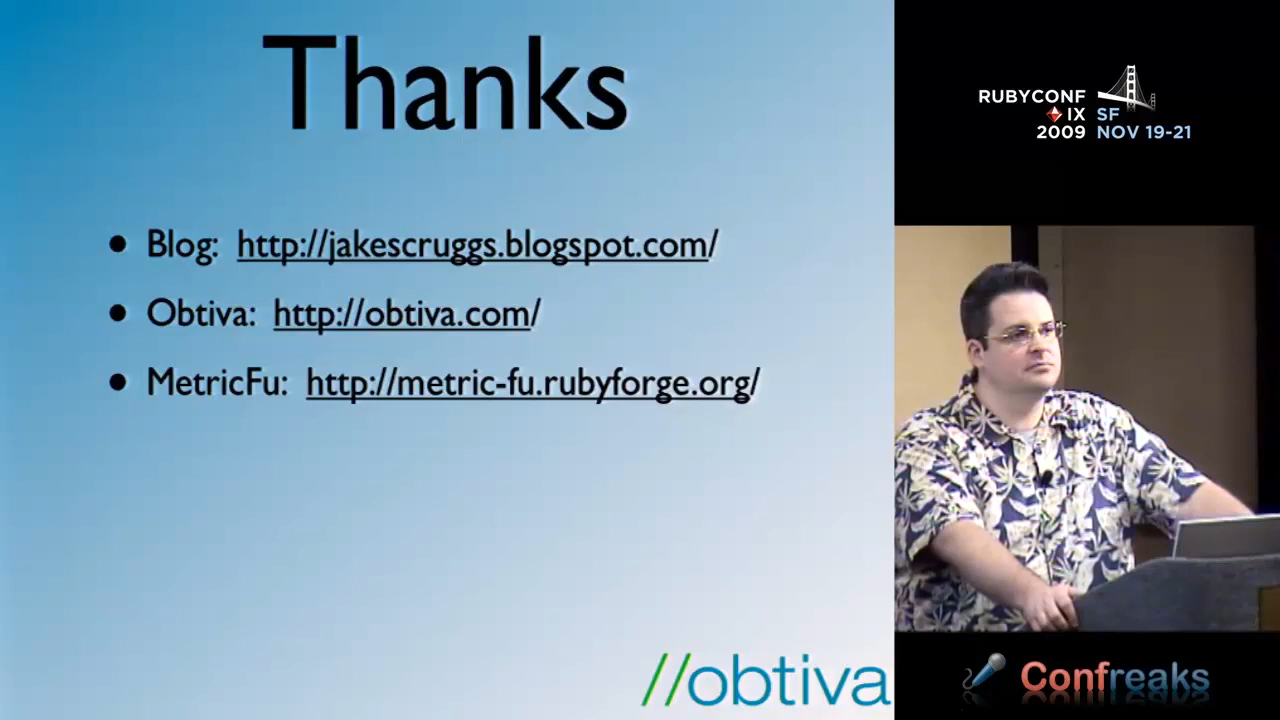 Thanks
• Blog: http://jakescruggs.blogspot.com/
• Obtiva: http://obtiva.com/
• MetricFu: http://metric-fu.rubyforge.org/
//obtiva
RUBYCONF
IX SF
2009 NOV 19-21
Confreaks